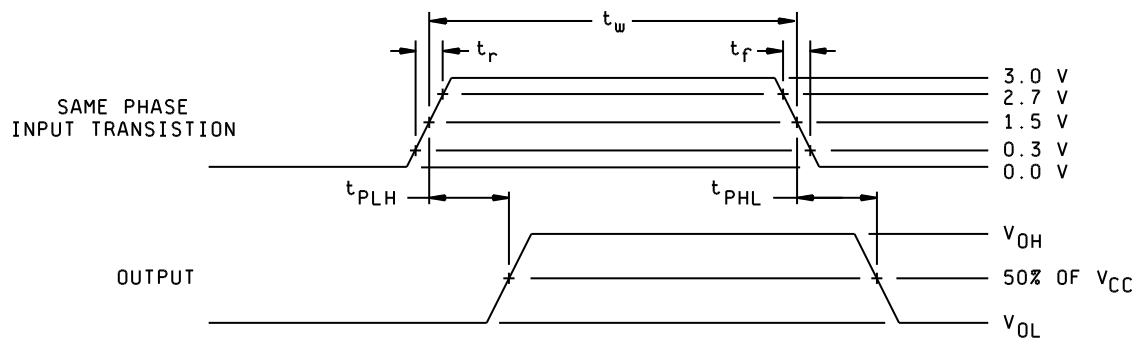 t_w
t_r
t_f
3.0 V
2.7 V
SAME PHASE
INPUT TRANSISTION
1.5 V
0.3 V
0.0 V
t_PLH
t_PHL
V_OH
OUTPUT
50% OF V_CC
V_OL